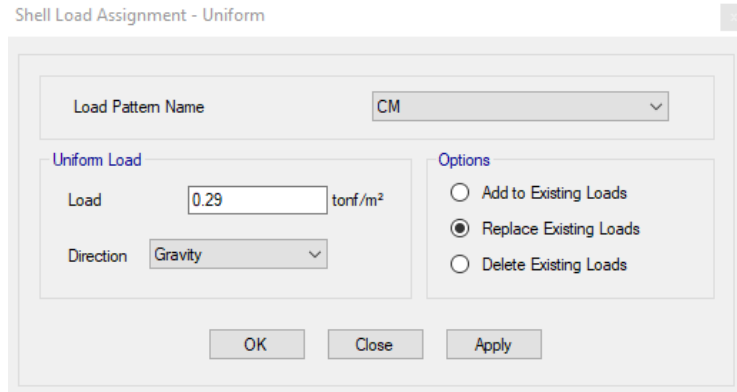 Shell Load Assignment - Uniform
x
Load Pattern Name
CM
Uniform Load
Load
0.29
tonf/m²
Direction
Gravity
Options
Add to Existing Loads
Replace Existing Loads
Delete Existing Loads
OK
Close
Apply